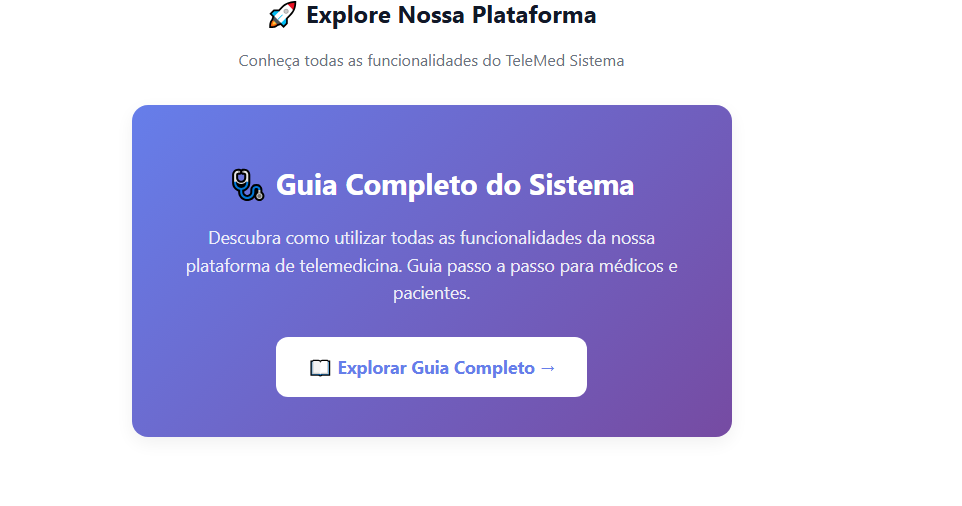 🚀 Explore Nossa Plataforma
Conheça todas as funcionalidades do TeleMed Sistema
🩺 Guia Completo do Sistema
Descubra como utilizar todas as funcionalidades da nossa
plataforma de telemedicina. Guia passo a passo para médicos e
pacientes.
📖 Explorar Guia Completo →